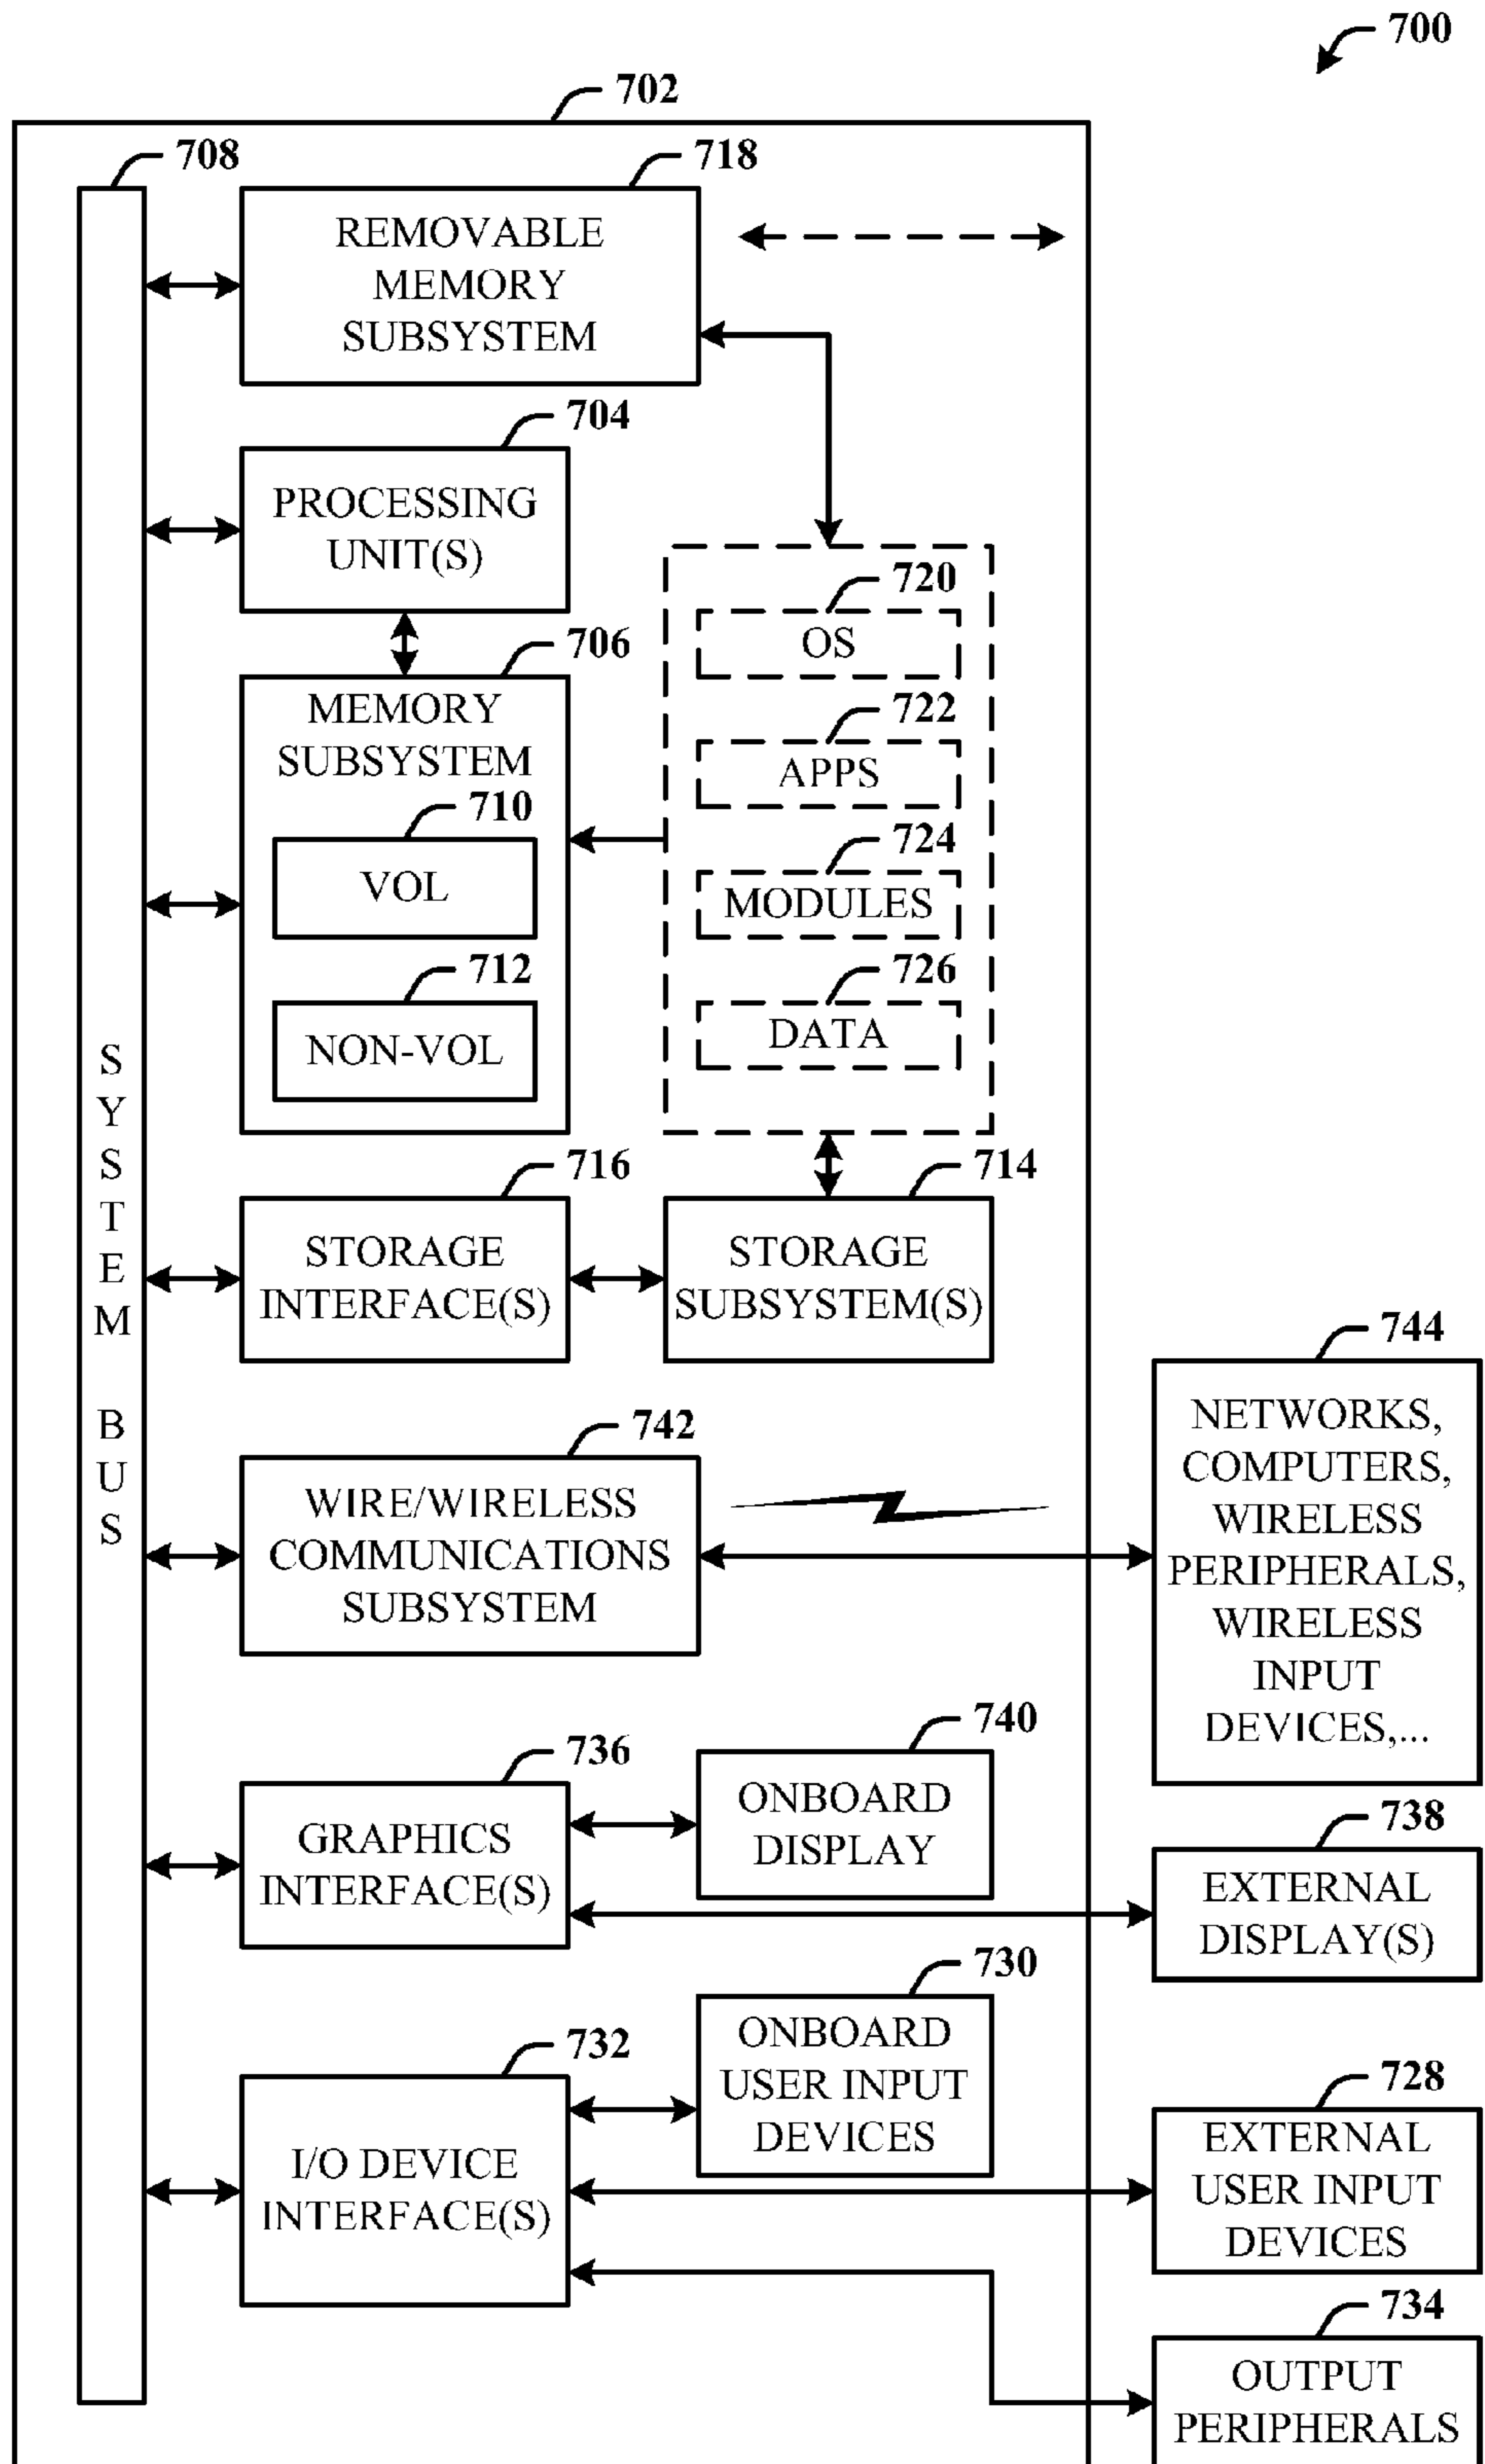 700
702
708
718
REMOVABLE
MEMORY
SUBSYSTEM
704
PROCESSING
UNIT(S)
706
MEMORY
SUBSYSTEM
710
VOL
712
NON-VOL
720
OS
722
APPS
724
MODULES
726
DATA
SYSTEM BUS
716
STORAGE
INTERFACE(S)
714
STORAGE
SUBSYSTEM(S)
742
WIRE/WIRELESS
COMMUNICATIONS
SUBSYSTEM
744
NETWORKS,
COMPUTERS,
WIRELESS
PERIPHERALS,
WIRELESS
INPUT
DEVICES,...
736
GRAPHICS
INTERFACE(S)
740
ONBOARD
DISPLAY
738
EXTERNAL
DISPLAY(S)
732
I/O DEVICE
INTERFACE(S)
730
ONBOARD
USER INPUT
DEVICES
728
EXTERNAL
USER INPUT
DEVICES
734
OUTPUT
PERIPHERALS